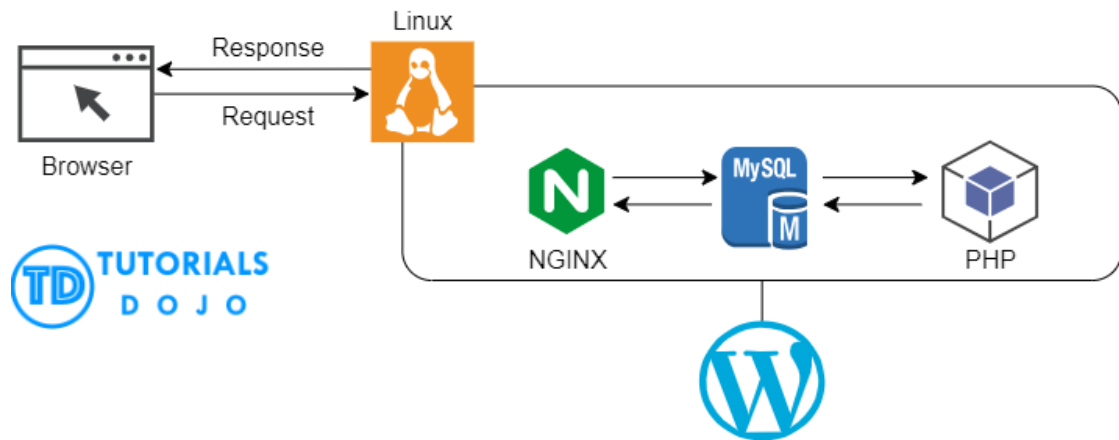 Linux
Response
Request
Browser
N
MySQL
M
NGINX
PHP
TD
TUTORIALS
DOJO
W